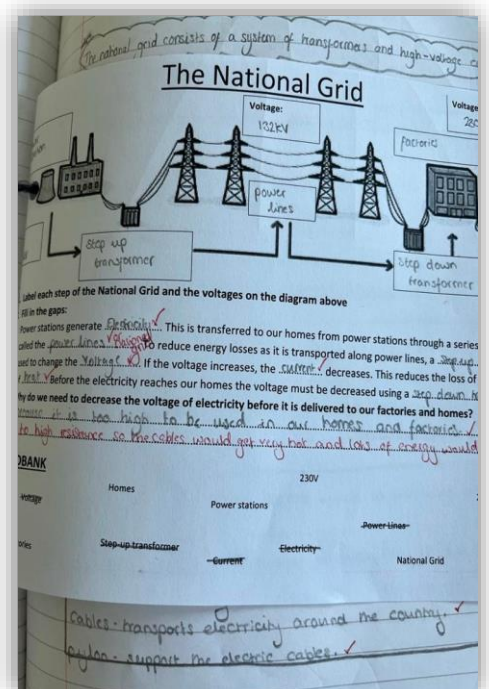 The national grid consists of a system of transformers and high-voltage
The National Grid
Voltage:
132kV
Voltage
factories
power
lines
Step up
transformer
step down
transformer
Label each step of the National Grid and the voltages on the diagram above
Fill in the gaps:
Power stations generate Electricity. This is transferred to our homes from power stations through a series
called the power lines National grid To reduce energy losses as it is transported along power lines, a step up
used to change the voltage. If the voltage increases, the current decreases. This reduces the loss of
heat Before the electricity reaches our homes the voltage must be decreased using a step down
hy do we need to decrease the voltage of electricity before it is delivered to our factories and homes?
because it is too high to be used in our homes and factories.
to high resistance so the cables would get very hot and lots of energy would
DBANK
230V
Homes
Voltage
Power stations
Power Lines
ories
Step-up transformer
Electricity
Current
National Grid
Cables - transports electricity around the country.
pylon - support the electric cables.